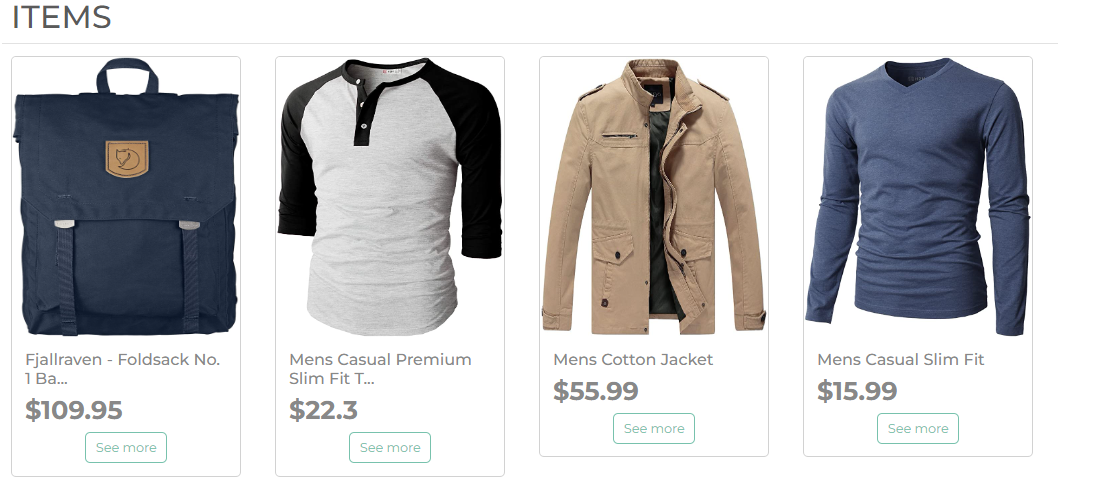 ITEMS
Fjallraven - Foldsack No.
1 Ba...
$109.95
See more
Mens Casual Premium
Slim Fit T...
$22.3
See more
Mens Cotton Jacket
$55.99
See more
Mens Casual Slim Fit
$15.99
See more